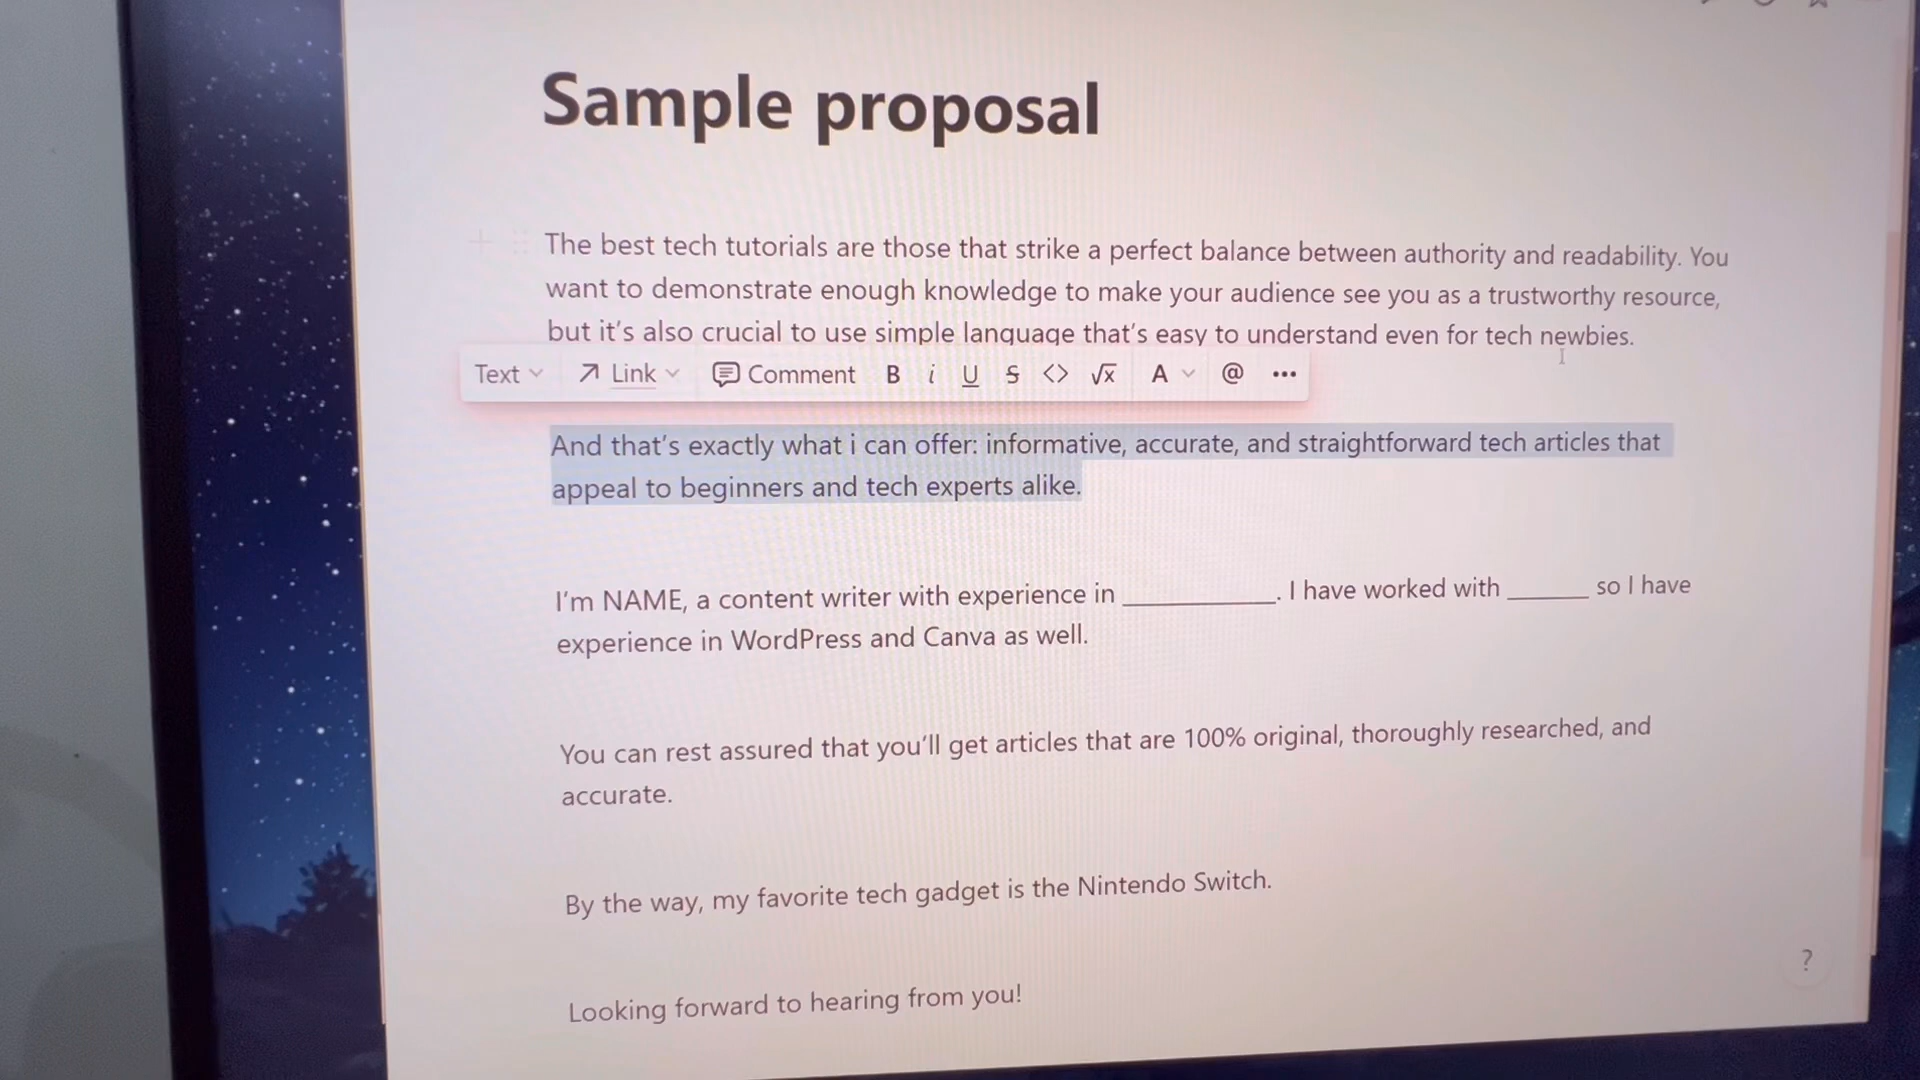 Sample proposal
The best tech tutorials are those that strike a perfect balance between authority and readability. You
want to demonstrate enough knowledge to make your audience see you as a trustworthy resource,
but it's also crucial to use simple language that's easy to understand even for tech newbies.
Text Link Comment B i U S <> √x A @ •••
And that's exactly what i can offer: informative, accurate, and straightforward tech articles that
appeal to beginners and tech experts alike.
I'm NAME, a content writer with experience in ___________. I have worked with ______ so I have
experience in WordPress and Canva as well.
You can rest assured that you'll get articles that are 100% original, thoroughly researched, and
accurate.
By the way, my favorite tech gadget is the Nintendo Switch.
?
Looking forward to hearing from you!